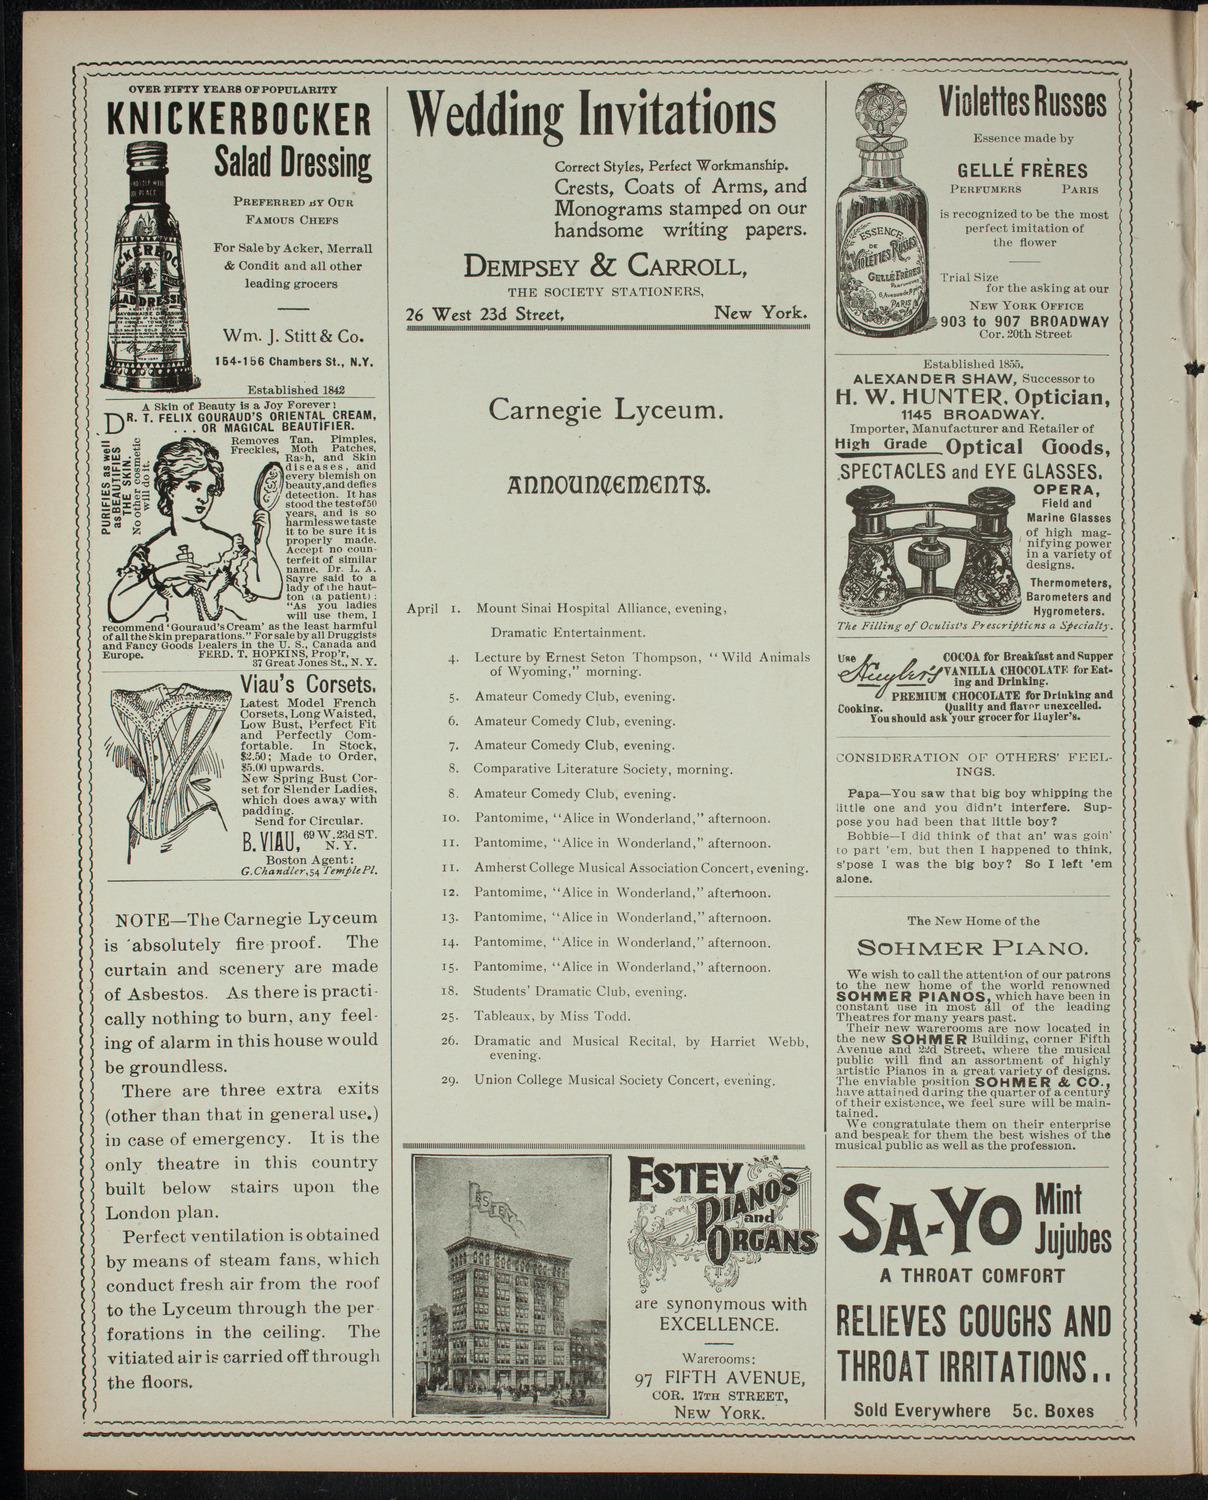 OVER FIFTY YEARS OF POPULARITY
KNICKERBOCKER
Salad Dressing
PREFERRED BY OUR
FAMOUS CHEFS
For Sale by Acker, Merrall
& Condit and all other
leading grocers
Wm. J. Stitt & Co.
154-156 Chambers St., N.Y.
Established 1842
A Skin of Beauty is a Joy Forever!
DR. T. FELIX GOURAUD'S ORIENTAL CREAM,
. . . OR MAGICAL BEAUTIFIER.
PURIFIES as well
as BEAUTIFIES
THE SKIN.
No other cosmetic
will do it.
Removes Tan, Pimples,
Freckles, Moth Patches,
Rash, and Skin
diseases, and
every blemish on
beauty, and defies
detection. It has
stood the test of 50
years, and is so
harmless we taste
it to be sure it is
properly made.
Accept no coun-
terfeit of similar
name. Dr. L. A.
Sayre said to a
lady of the haut-
ton (a patient):
"As you ladies
will use them, I
recommend 'Gouraud's Cream' as the least harmful
of all the Skin preparations." For sale by all Druggists
and Fancy Goods Dealers in the U. S., Canada and
Europe. FERD. T. HOPKINS, Prop'r,
37 Great Jones St., N. Y.
Viau's Corsets.
Latest Model French
Corsets, Long Waisted,
Low Bust, Perfect Fit
and Perfectly Com-
fortable. In Stock,
$2.50; Made to Order,
$5.00 upwards.
New Spring Bust Cor-
set for Slender Ladies,
which does away with
padding.
Send for Circular.
B. VIAU, 69 W. 23d ST.
N. Y.
Boston Agent:
G. Chandler, 54 Temple Pl.
NOTE—The Carnegie Lyceum
is absolutely fire proof. The
curtain and scenery are made
of Asbestos. As there is practi-
cally nothing to burn, any feel-
ing of alarm in this house would
be groundless.
There are three extra exits
(other than that in general use.)
in case of emergency. It is the
only theatre in this country
built below stairs upon the
London plan.
Perfect ventilation is obtained
by means of steam fans, which
conduct fresh air from the roof
to the Lyceum through the per-
forations in the ceiling. The
vitiated air is carried off through
the floors.
Wedding Invitations
Correct Styles, Perfect Workmanship.
Crests, Coats of Arms, and
Monograms stamped on our
handsome writing papers.
DEMPSEY & CARROLL,
THE SOCIETY STATIONERS,
26 West 23d Street, New York.
Carnegie Lyceum.
ANNOUNCEMENTS.
April 1. Mount Sinai Hospital Alliance, evening,
Dramatic Entertainment.
4. Lecture by Ernest Seton Thompson, "Wild Animals
of Wyoming," morning.
5. Amateur Comedy Club, evening.
6. Amateur Comedy Club, evening.
7. Amateur Comedy Club, evening.
8. Comparative Literature Society, morning.
8. Amateur Comedy Club, evening.
10. Pantomime, "Alice in Wonderland," afternoon.
11. Pantomime, "Alice in Wonderland," afternoon.
11. Amherst College Musical Association Concert, evening.
12. Pantomime, "Alice in Wonderland," afternoon.
13. Pantomime, "Alice in Wonderland," afternoon.
14. Pantomime, "Alice in Wonderland," afternoon.
15. Pantomime, "Alice in Wonderland," afternoon.
18. Students' Dramatic Club, evening.
25. Tableaux, by Miss Todd.
26. Dramatic and Musical Recital, by Harriet Webb,
evening.
29. Union College Musical Society Concert, evening.
ESTEY
ESTEY
PIANOS
and
ORGANS
are synonymous with
EXCELLENCE.
Warerooms:
97 FIFTH AVENUE,
COR. 17TH STREET,
NEW YORK.
Violettes Russes
Essence made by
GELLÉ FRÈRES
PERFUMERS PARIS
is recognized to be the most
perfect imitation of
the flower
Trial Size
for the asking at our
NEW YORK OFFICE
903 to 907 BROADWAY
Cor. 20th Street
ESSENCE
DE
VIOLETTES RUSSES
GELLÉ FRÈRES
PARIS
Established 1855.
ALEXANDER SHAW, Successor to
H. W. HUNTER, Optician,
1145 BROADWAY.
Importer, Manufacturer and Retailer of
High Grade Optical Goods,
SPECTACLES and EYE GLASSES.
OPERA,
Field and
Marine Glasses
of high mag-
nifying power
in a variety of
designs.
Thermometers,
Barometers and
Hygrometers.
The Filling of Oculist's Prescriptions a Specialty.
Use Huyler's COCOA for Breakfast and Supper
VANILLA CHOCOLATE for Eat-
ing and Drinking.
PREMIUM CHOCOLATE for Drinking and
Cooking. Quality and flavor unexcelled.
You should ask your grocer for Huyler's.
CONSIDERATION OF OTHERS' FEEL-
INGS.
Papa—You saw that big boy whipping the
little one and you didn't interfere. Sup-
pose you had been that little boy?
Bobbie—I did think of that an' was goin'
to part 'em, but then I happened to think,
s'pose I was the big boy? So I left 'em
alone.
The New Home of the
SOHMER PIANO.
We wish to call the attention of our patrons
to the new home of the world renowned
SOHMER PIANOS, which have been in
constant use in most all of the leading
Theatres for many years past.
Their new warerooms are now located in
the new SOHMER Building, corner Fifth
Avenue and 22d Street, where the musical
public will find an assortment of highly
artistic Pianos in a great variety of designs.
The enviable position SOHMER & CO.,
have attained during the quarter of a century
of their existence, we feel sure will be main-
tained.
We congratulate them on their enterprise
and bespeak for them the best wishes of the
musical public as well as the profession.
SA-YO Mint
Jujubes
A THROAT COMFORT
RELIEVES COUGHS AND
THROAT IRRITATIONS..
Sold Everywhere 5c. Boxes